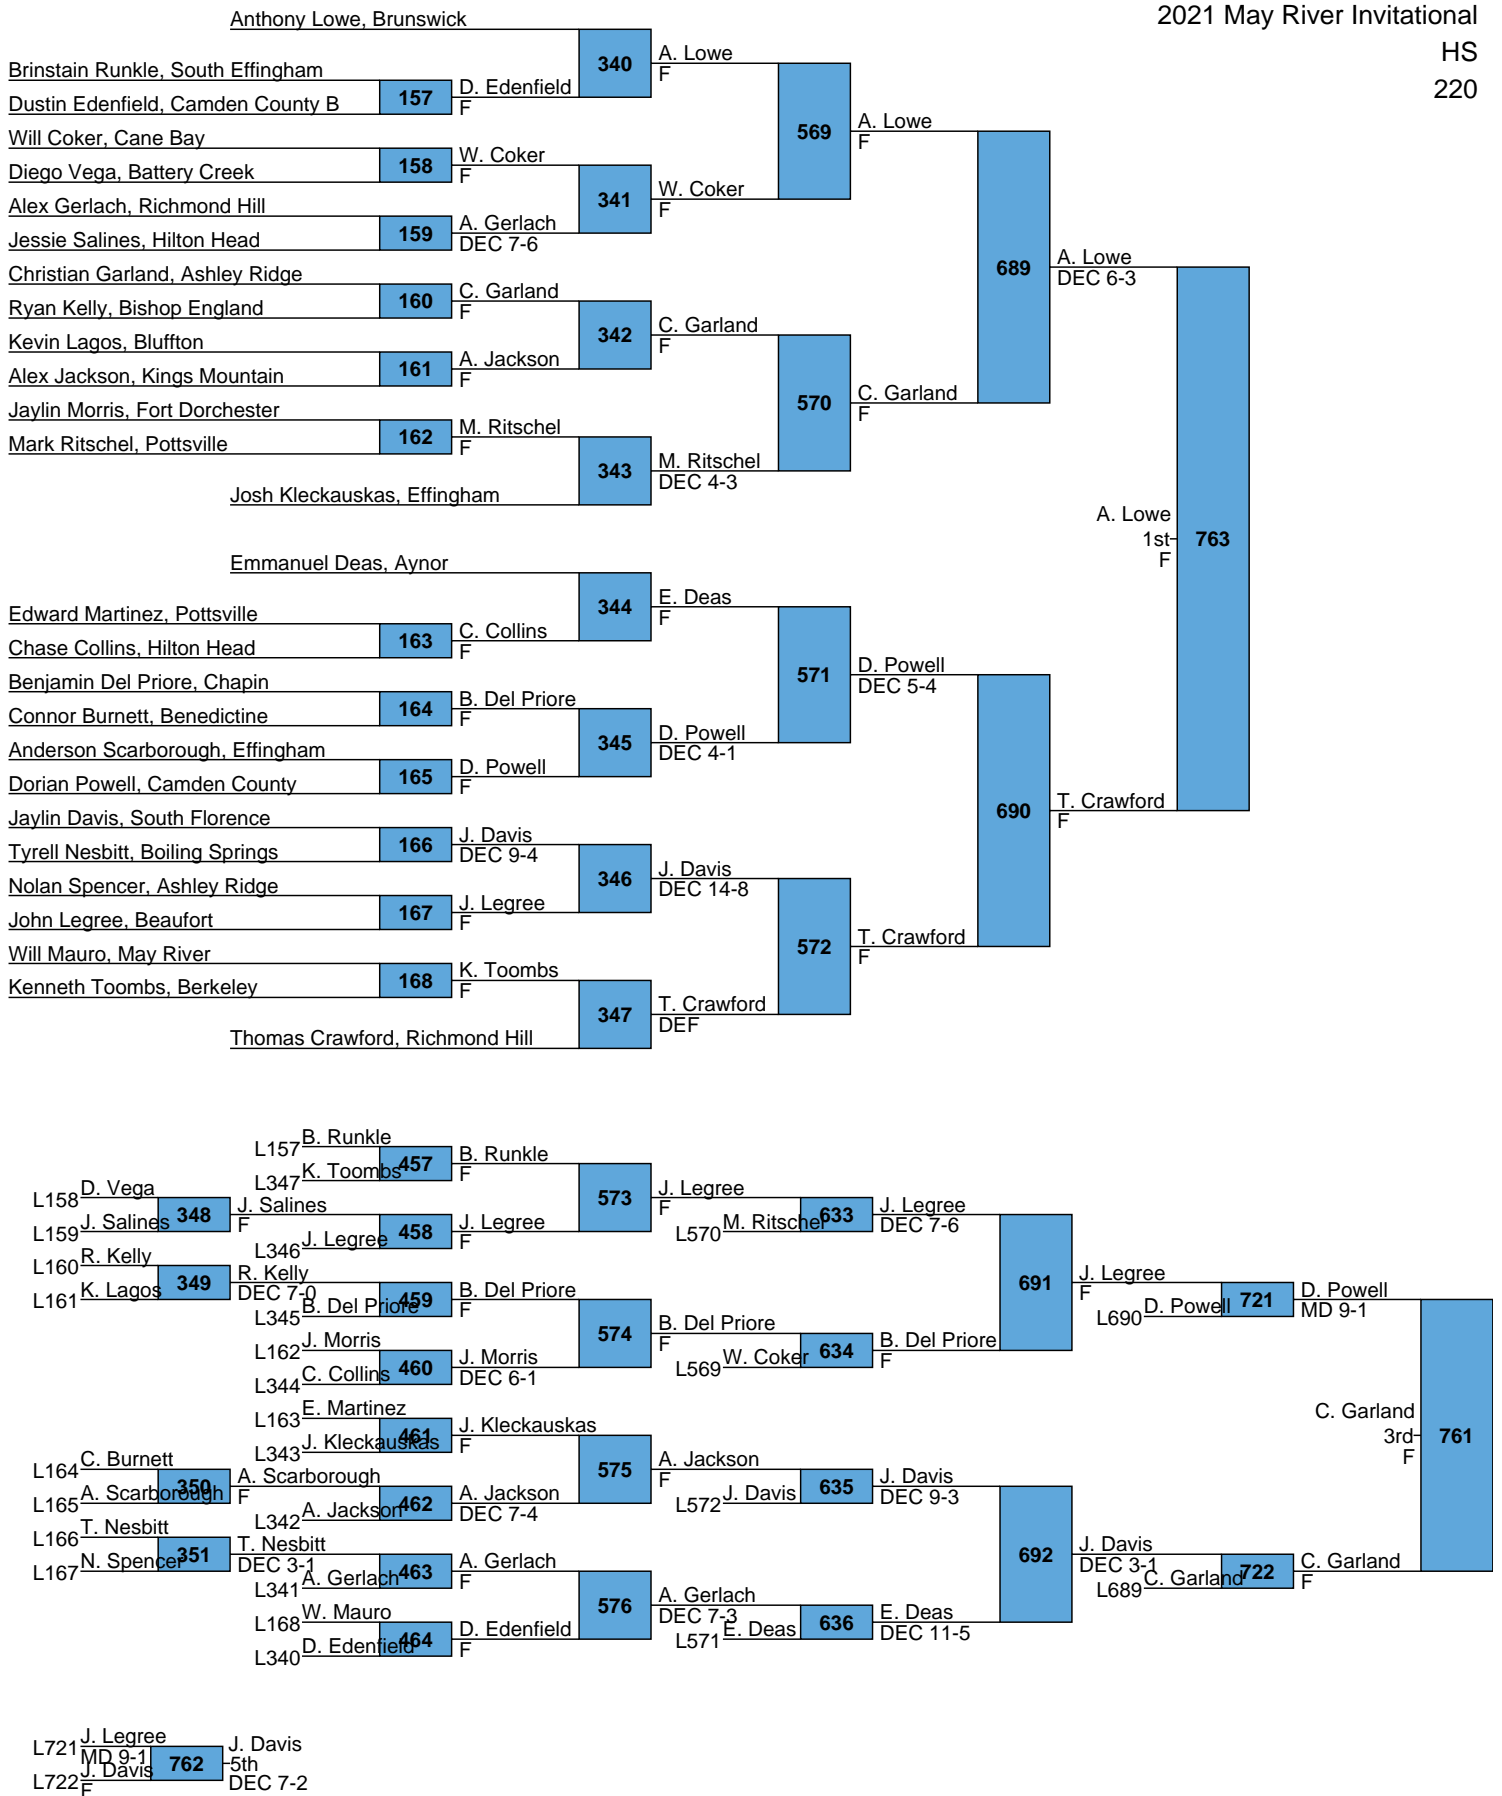 2021 May River Invitational
HS
220
Anthony Lowe, Brunswick
340
A. Lowe
F
Brinstain Runkle, South Effingham
157
D. Edenfield
F
Dustin Edenfield, Camden County B
569
A. Lowe
F
Will Coker, Cane Bay
158
W. Coker
F
Diego Vega, Battery Creek
341
W. Coker
F
Alex Gerlach, Richmond Hill
159
A. Gerlach
DEC 7-6
Jessie Salines, Hilton Head
689
A. Lowe
DEC 6-3
Christian Garland, Ashley Ridge
160
C. Garland
F
Ryan Kelly, Bishop England
342
C. Garland
F
Kevin Lagos, Bluffton
161
A. Jackson
F
Alex Jackson, Kings Mountain
570
C. Garland
F
Jaylin Morris, Fort Dorchester
162
M. Ritschel
F
Mark Ritschel, Pottsville
343
M. Ritschel
DEC 4-3
Josh Kleckauskas, Effingham
A. Lowe
1st
F
763
Emmanuel Deas, Aynor
344
E. Deas
F
Edward Martinez, Pottsville
163
C. Collins
F
Chase Collins, Hilton Head
571
D. Powell
DEC 5-4
Benjamin Del Priore, Chapin
164
B. Del Priore
F
Connor Burnett, Benedictine
345
D. Powell
DEC 4-1
Anderson Scarborough, Effingham
165
D. Powell
F
Dorian Powell, Camden County
690
T. Crawford
F
Jaylin Davis, South Florence
166
J. Davis
DEC 9-4
Tyrell Nesbitt, Boiling Springs
346
J. Davis
DEC 14-8
Nolan Spencer, Ashley Ridge
167
J. Legree
F
John Legree, Beaufort
572
T. Crawford
F
Will Mauro, May River
168
K. Toombs
F
Kenneth Toombs, Berkeley
347
T. Crawford
DEF
Thomas Crawford, Richmond Hill
L157
B. Runkle
457
B. Runkle
F
L347
K. Toombs
573
J. Legree
F
L158
D. Vega
348
J. Salines
F
L159
J. Salines
458
J. Legree
F
L346
J. Legree
L570
M. Ritschel
633
J. Legree
DEC 7-6
L160
R. Kelly
349
R. Kelly
DEC 7-0
L161
K. Lagos
459
B. Del Priore
F
L345
B. Del Priore
574
B. Del Priore
F
691
J. Legree
F
L690
D. Powell
721
D. Powell
MD 9-1
L162
J. Morris
460
J. Morris
DEC 6-1
L344
C. Collins
L569
W. Coker
634
B. Del Priore
F
L163
E. Martinez
461
J. Kleckauskas
F
L343
J. Kleckauskas
575
A. Jackson
F
C. Garland
3rd
F
761
L164
C. Burnett
350
A. Scarborough
F
L165
A. Scarborough
462
A. Jackson
DEC 7-4
L342
A. Jackson
L572
J. Davis
635
J. Davis
DEC 9-3
L166
T. Nesbitt
351
T. Nesbitt
DEC 3-1
L167
N. Spencer
463
A. Gerlach
F
L341
A. Gerlach
576
A. Gerlach
DEC 7-3
692
J. Davis
DEC 3-1
L689
C. Garland
722
C. Garland
F
L168
W. Mauro
464
D. Edenfield
F
L340
D. Edenfield
L571
E. Deas
636
E. Deas
DEC 11-5
L721
J. Legree
MD 9-1
762
J. Davis
5th
DEC 7-2
L722
J. Davis
F